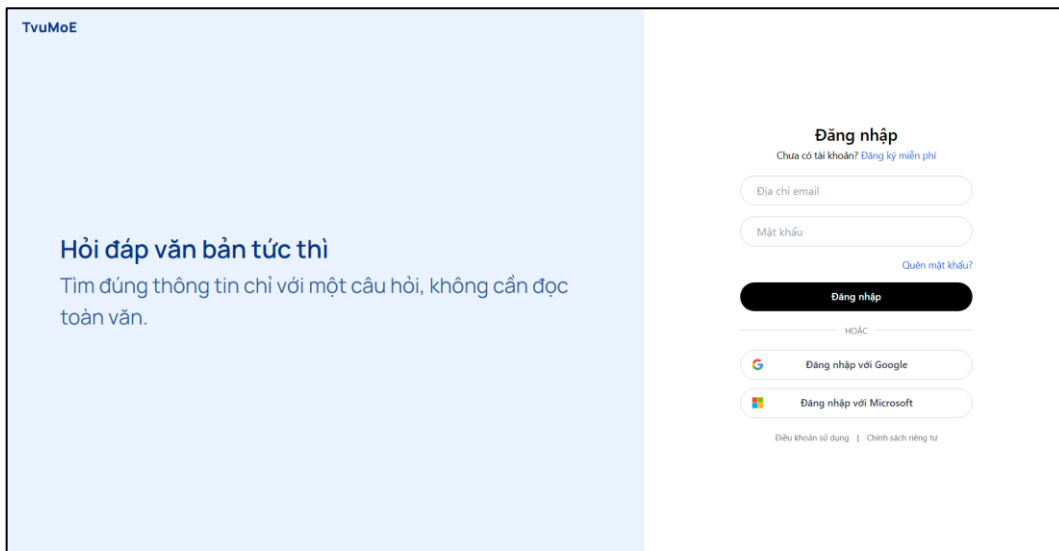 TvuMoE
Hỏi đáp văn bản tức thì
Tìm đúng thông tin chỉ với một câu hỏi, không cần đọc
toàn văn.
Đăng nhập
Chưa có tài khoản? Đăng ký miễn phí
Địa chỉ email
Mật khẩu
Quên mật khẩu?
Đăng nhập
HOẶC
Đăng nhập với Google
Đăng nhập với Microsoft
Điều khoản sử dụng | Chính sách riêng tư